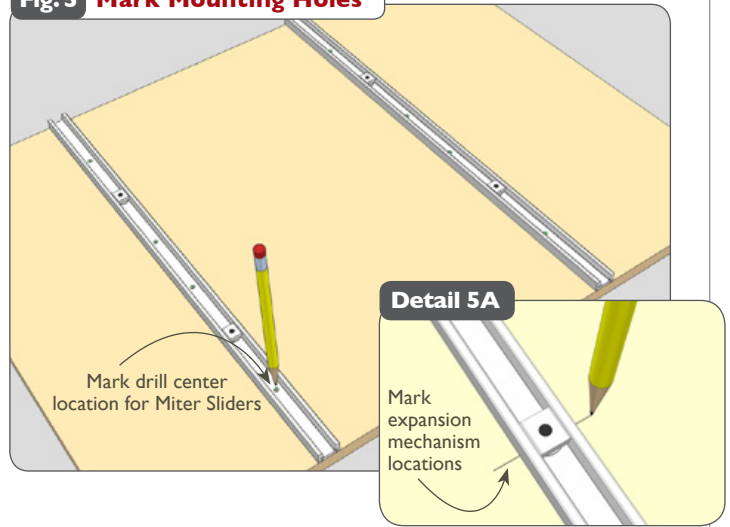 Fig. 5 Mark Mounting Holes
Mark drill center
location for Miter Sliders
Detail 5A
Mark
expansion
mechanism
locations